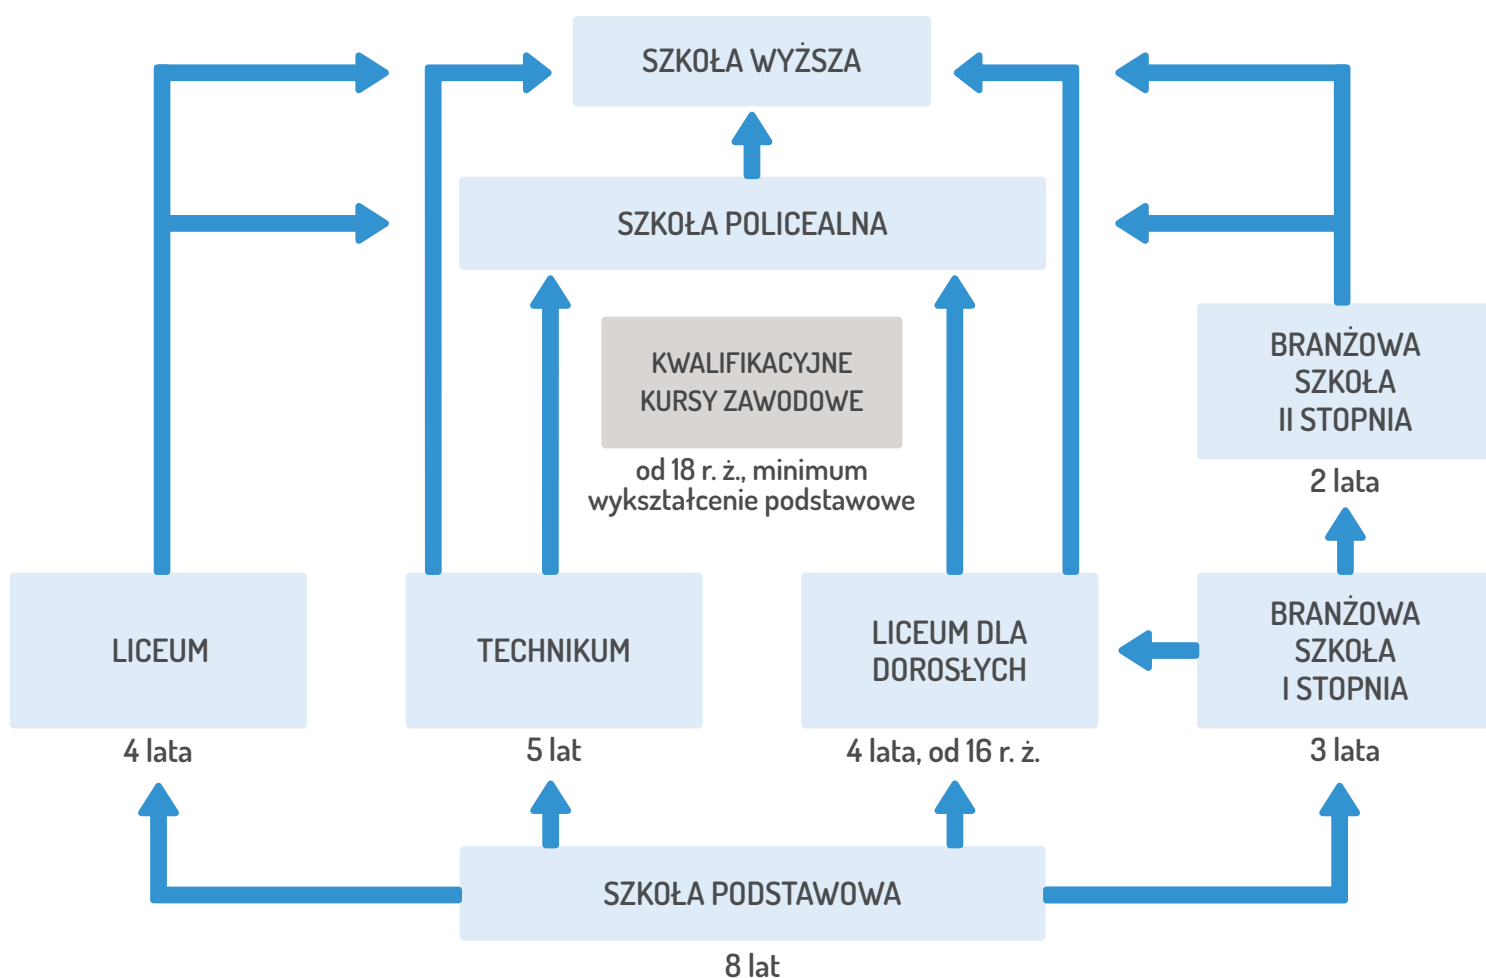 SZKOŁA WYŻSZA
SZKOŁA POLICEALNA
KWALIFIKACYJNE
KURSY ZAWODOWE
od 18 r. ż., minimum
wykształcenie podstawowe
BRANŻOWA
SZKOŁA
II STOPNIA
2 lata
LICEUM
4 lata
TECHNIKUM
5 lat
LICEUM DLA
DOROSŁYCH
4 lata, od 16 r. ż.
BRANŻOWA
SZKOŁA
I STOPNIA
3 lata
SZKOŁA PODSTAWOWA
8 lat